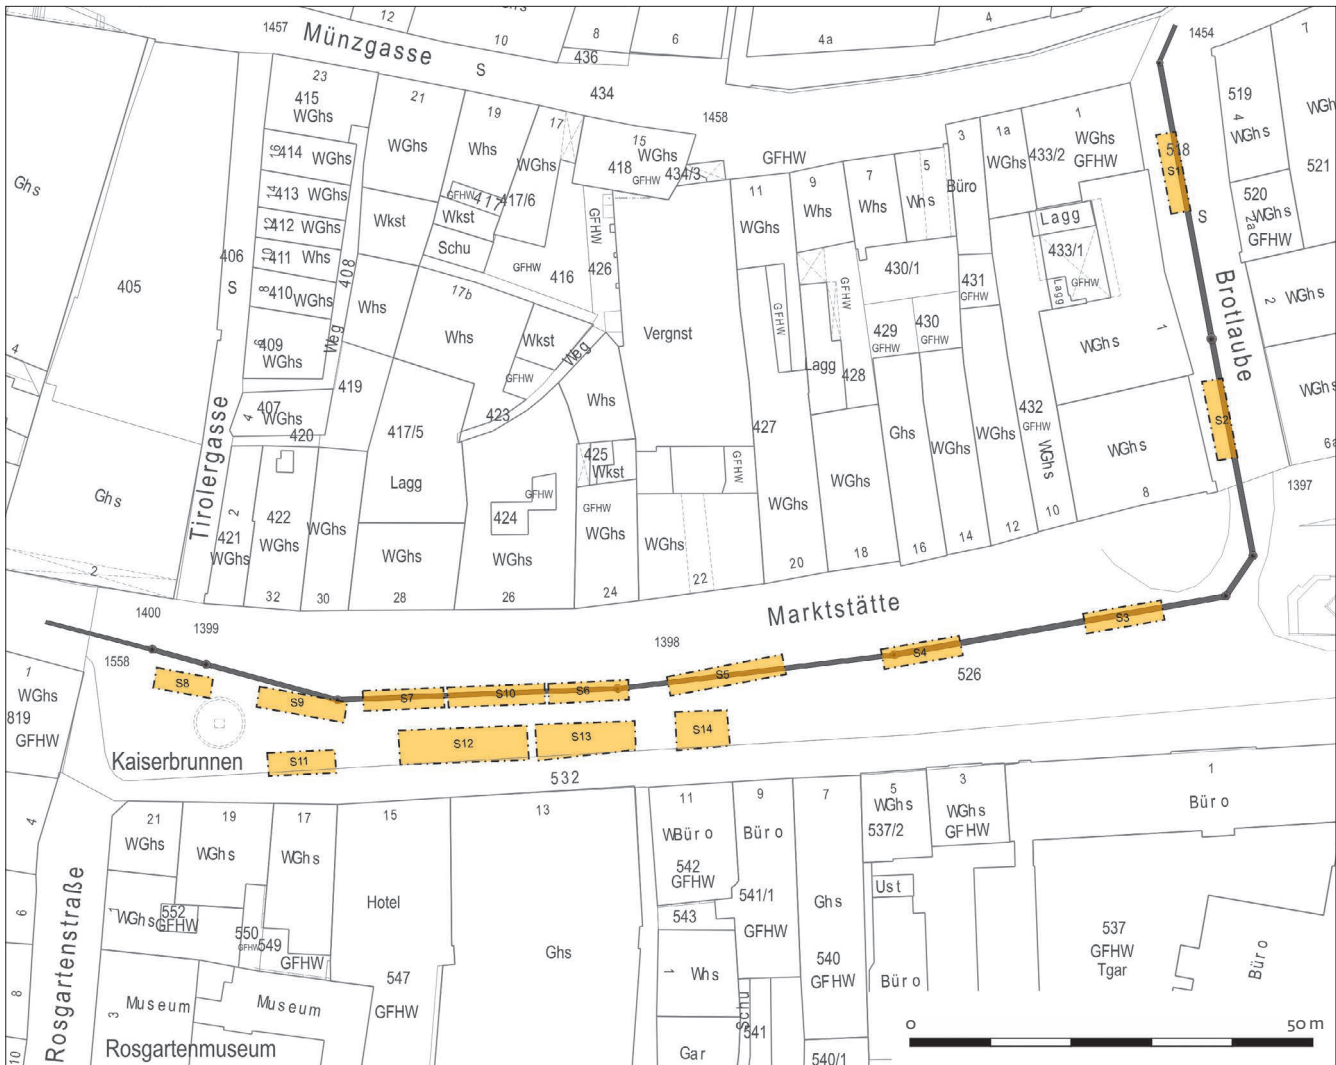 1457
12
10
Ghs
8
436
6
4a
4
1454
7
Münzgasse
S
434
1458
GFHW
23
415
WGhs
21
WGhs
19
Whs
17
WGhs
15
WGhs
418
GFHW
434/3
3
Büro
1a
WGhs
1
WGhs
433/2
GFHW
519
4
WGhs
WGhs
521
518
S1
S
520
WGhs
2a
GFHW
Ghs
16
414
WGhs
14
413
WGhs
12
412
WGhs
10
411
Whs
8
410
WGhs
6
409
WGhs
407
4
WGhs
420
406
S
405
408
Weg
419
Wkst
GFHW
417
Wkst
Schu
417/6
GFHW
416
GFHW
426
11
WGhs
9
Whs
7
Whs
5
Whs
Lagg
433/1
Lagg
GFHW
430/1
431
GFHW
GFHW
GFHW
429
GFHW
430
GFHW
Lagg
428
Brotlaube
2
WGhs
WGhs
1
WGhs
Whs
17b
Whs
Wkst
Weg
GFHW
423
Vergnst
Whs
427
432
GFHW
WGhs
WGhs
S2
6a
1397
4
Ghs
2
Tirolergasse
417/5
Lagg
425
Wkst
GFHW
GFHW
424
GFHW
WGhs
Ghs
WGhs
WGhs
8
421
WGhs
2
422
WGhs
WGhs
WGhs
WGhs
WGhs
WGhs
WGhs
32
30
28
26
24
22
20
18
16
14
12
10
Marktstätte
1400
1399
1558
1398
526
S3
S4
S5
S6
S10
S7
S8
S9
S11
S12
S13
S14
1
WGhs
819
GFHW
Kaiserbrunnen
532
4
6
8
10
Rosgartenstraße
21
WGhs
19
WGhs
17
WGhs
15
Hotel
13
Ghs
11
WBüro
542
GFHW
9
Büro
541/1
GFHW
7
Ghs
540
GFHW
5
WGhs
537/2
3
WGhs
GFHW
1
Büro
1
WGhs
552
GFHW
550
GFHW
549
GFHW
547
GFHW
543
1
Whs
Schu
541
Gar
540/1
Ust
Büro
537
GFHW
Tgar
Büro
3
Museum
Museum
Rosgartenmuseum
0
50 m